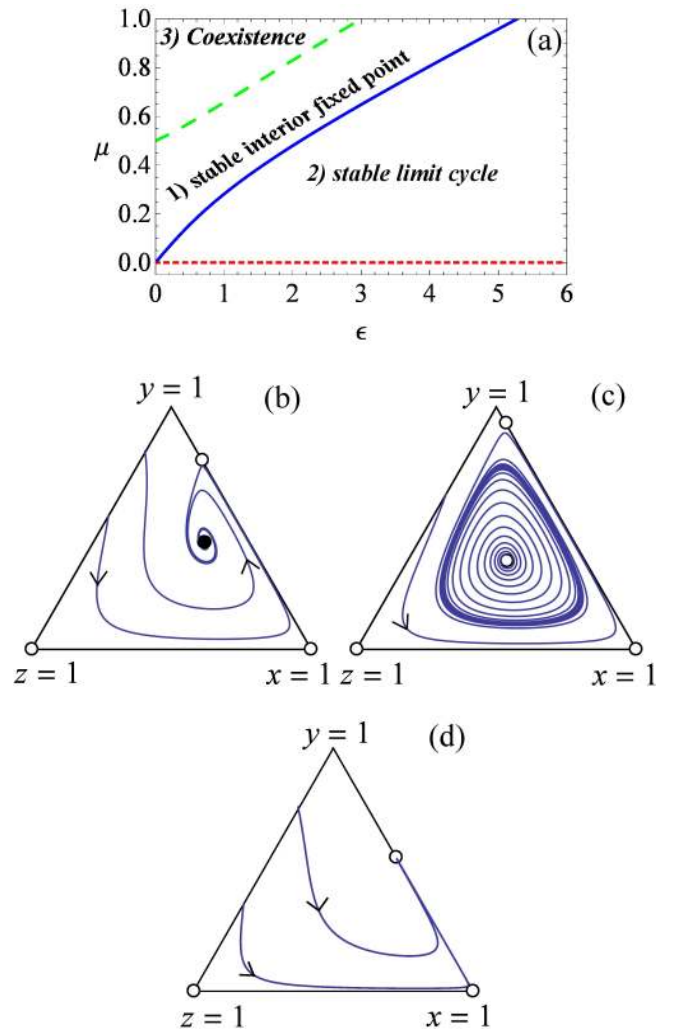 1.0
3) Coexistence
(a)
0.8
1) stable interior fixed point
0.6
μ
0.4
2) stable limit cycle
0.2
0.0
0 1 2 3 4 5 6
ϵ
y = 1
(b)
y = 1
(c)
z = 1
x = 1
z = 1
x = 1
y = 1
(d)
z = 1
x = 1